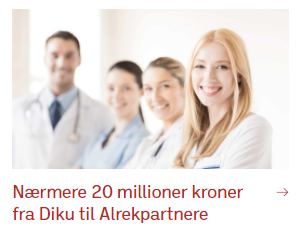 Nærmere 20 millioner kroner
fra Diku til Alrekpartnere